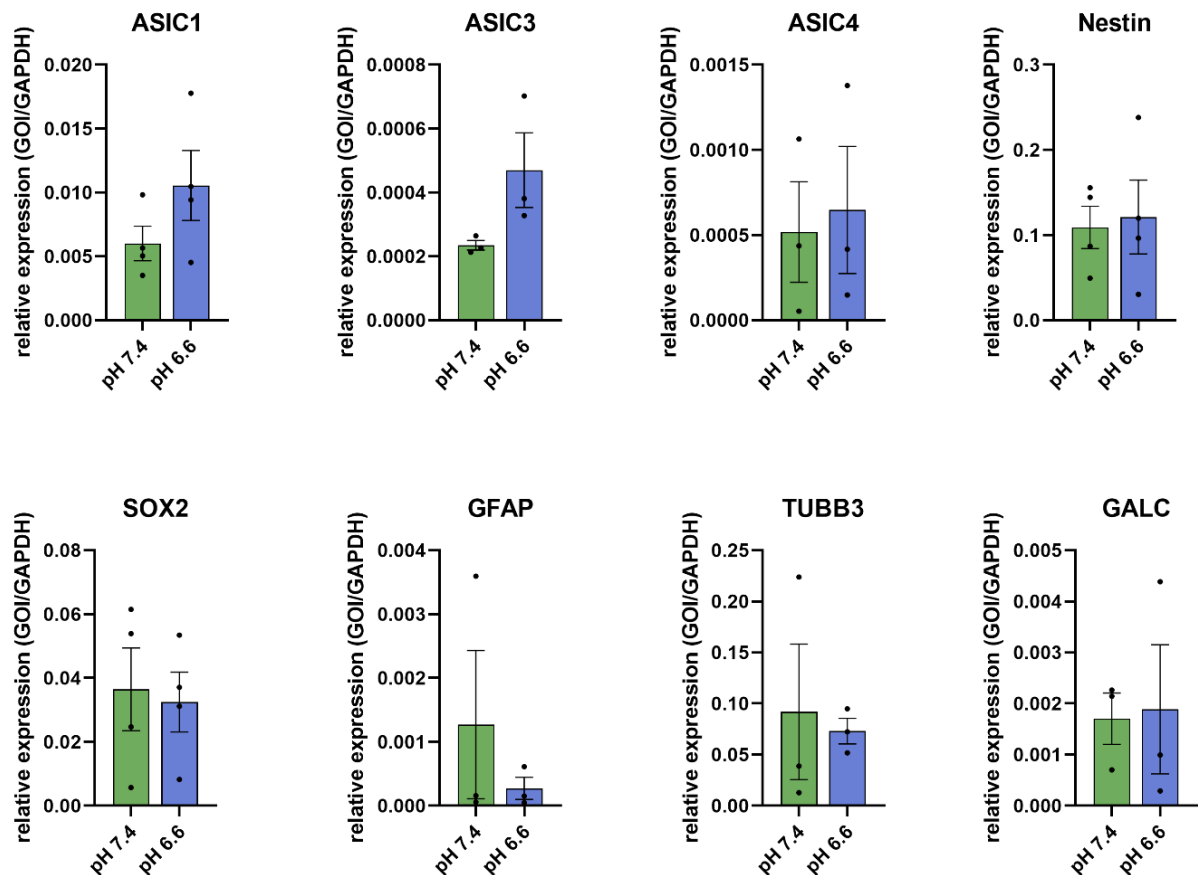 ASIC1
relative expression (GOI/GAPDH)
0.020
0.015
0.010
0.005
0.000
pH 7.4
pH 6.6
ASIC3
relative expression (GOI/GAPDH)
0.0008
0.0006
0.0004
0.0002
0.0000
pH 7.4
pH 6.6
ASIC4
relative expression (GOI/GAPDH)
0.0015
0.0010
0.0005
0.0000
pH 7.4
pH 6.6
Nestin
relative expression (GOI/GAPDH)
0.3
0.2
0.1
0.0
pH 7.4
pH 6.6
SOX2
relative expression (GOI/GAPDH)
0.08
0.06
0.04
0.02
0.00
pH 7.4
pH 6.6
GFAP
relative expression (GOI/GAPDH)
0.004
0.003
0.002
0.001
0.000
pH 7.4
pH 6.6
TUBB3
relative expression (GOI/GAPDH)
0.25
0.20
0.15
0.10
0.05
0.00
pH 7.4
pH 6.6
GALC
relative expression (GOI/GAPDH)
0.005
0.004
0.003
0.002
0.001
0.000
pH 7.4
pH 6.6